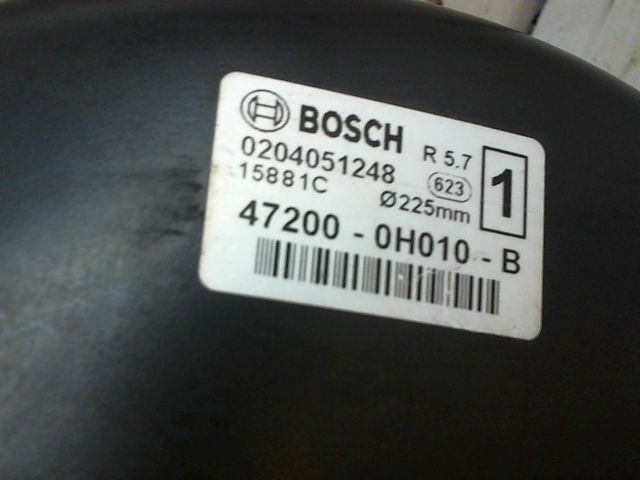 BOSCH
R 5.7
1
0204051248
623
15881C
Ø225mm
47200 - 0H010 - B